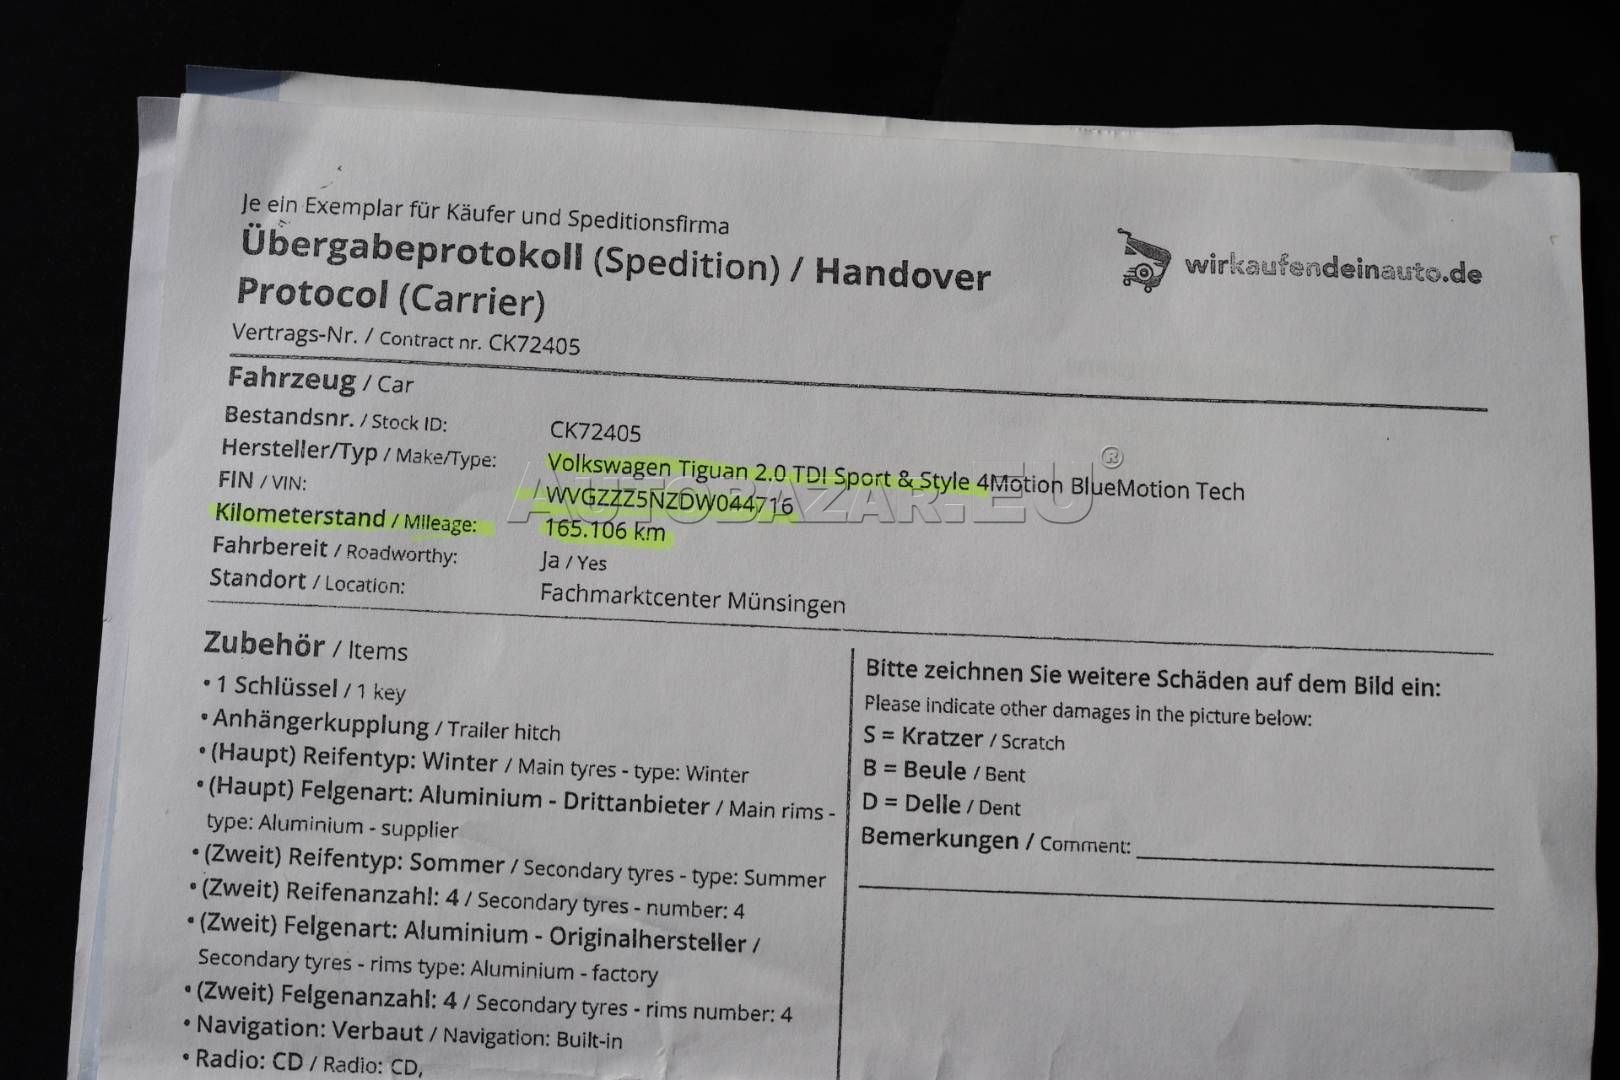 Je ein Exemplar für Käufer und Speditionsfirma
Übergabeprotokoll (Spedition) / Handover
Protocol (Carrier)
wirkaufendeinauto.de
Vertrags-Nr. / Contract nr. CK72405
Fahrzeug / Car
Bestandsnr. / Stock ID: CK72405
Hersteller/Typ / Make/Type: Volkswagen Tiguan 2.0 TDI Sport & Style 4Motion BlueMotion Tech
FIN / VIN: WVGZZZ5NZDW044716
Kilometerstand / Mileage: 165.106 km
Fahrbereit / Roadworthy: Ja / Yes
Standort / Location: Fachmarktcenter Münsingen
AUTOBAZAR.EU®
Zubehör / Items
• 1 Schlüssel / 1 key
• Anhängerkupplung / Trailer hitch
• (Haupt) Reifentyp: Winter / Main tyres - type: Winter
• (Haupt) Felgenart: Aluminium - Drittanbieter / Main rims -
type: Aluminium - supplier
• (Zweit) Reifentyp: Sommer / Secondary tyres - type: Summer
• (Zweit) Reifenanzahl: 4 / Secondary tyres - number: 4
• (Zweit) Felgenart: Aluminium - Originalhersteller /
Secondary tyres - rims type: Aluminium - factory
• (Zweit) Felgenanzahl: 4 / Secondary tyres - rims number: 4
• Navigation: Verbaut / Navigation: Built-in
• Radio: CD / Radio: CD,
Bitte zeichnen Sie weitere Schäden auf dem Bild ein:
Please indicate other damages in the picture below:
S = Kratzer / Scratch
B = Beule / Bent
D = Delle / Dent
Bemerkungen / Comment: